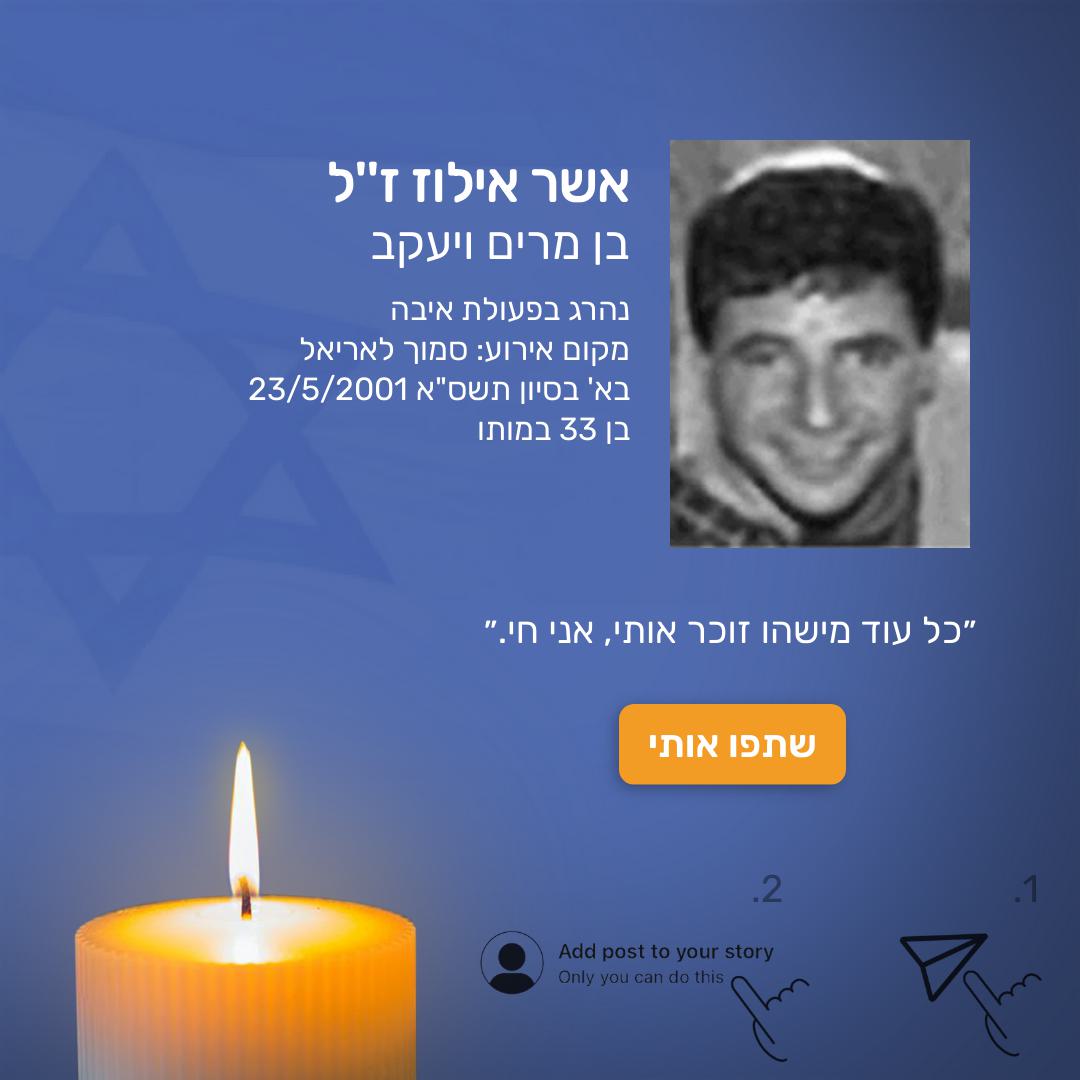 אשר אילוז ז''ל
בן מרים ויעקב
נהרג בפעולת איבה
מקום אירוע: סמוך לאריאל
בא' בסיון תשס"א 23/5/2001
בן 33 במותו
״כל עוד מישהו זוכר אותי, אני חי.״
שתפו אותי
1.
2.
Add post to your story
Only you can do this